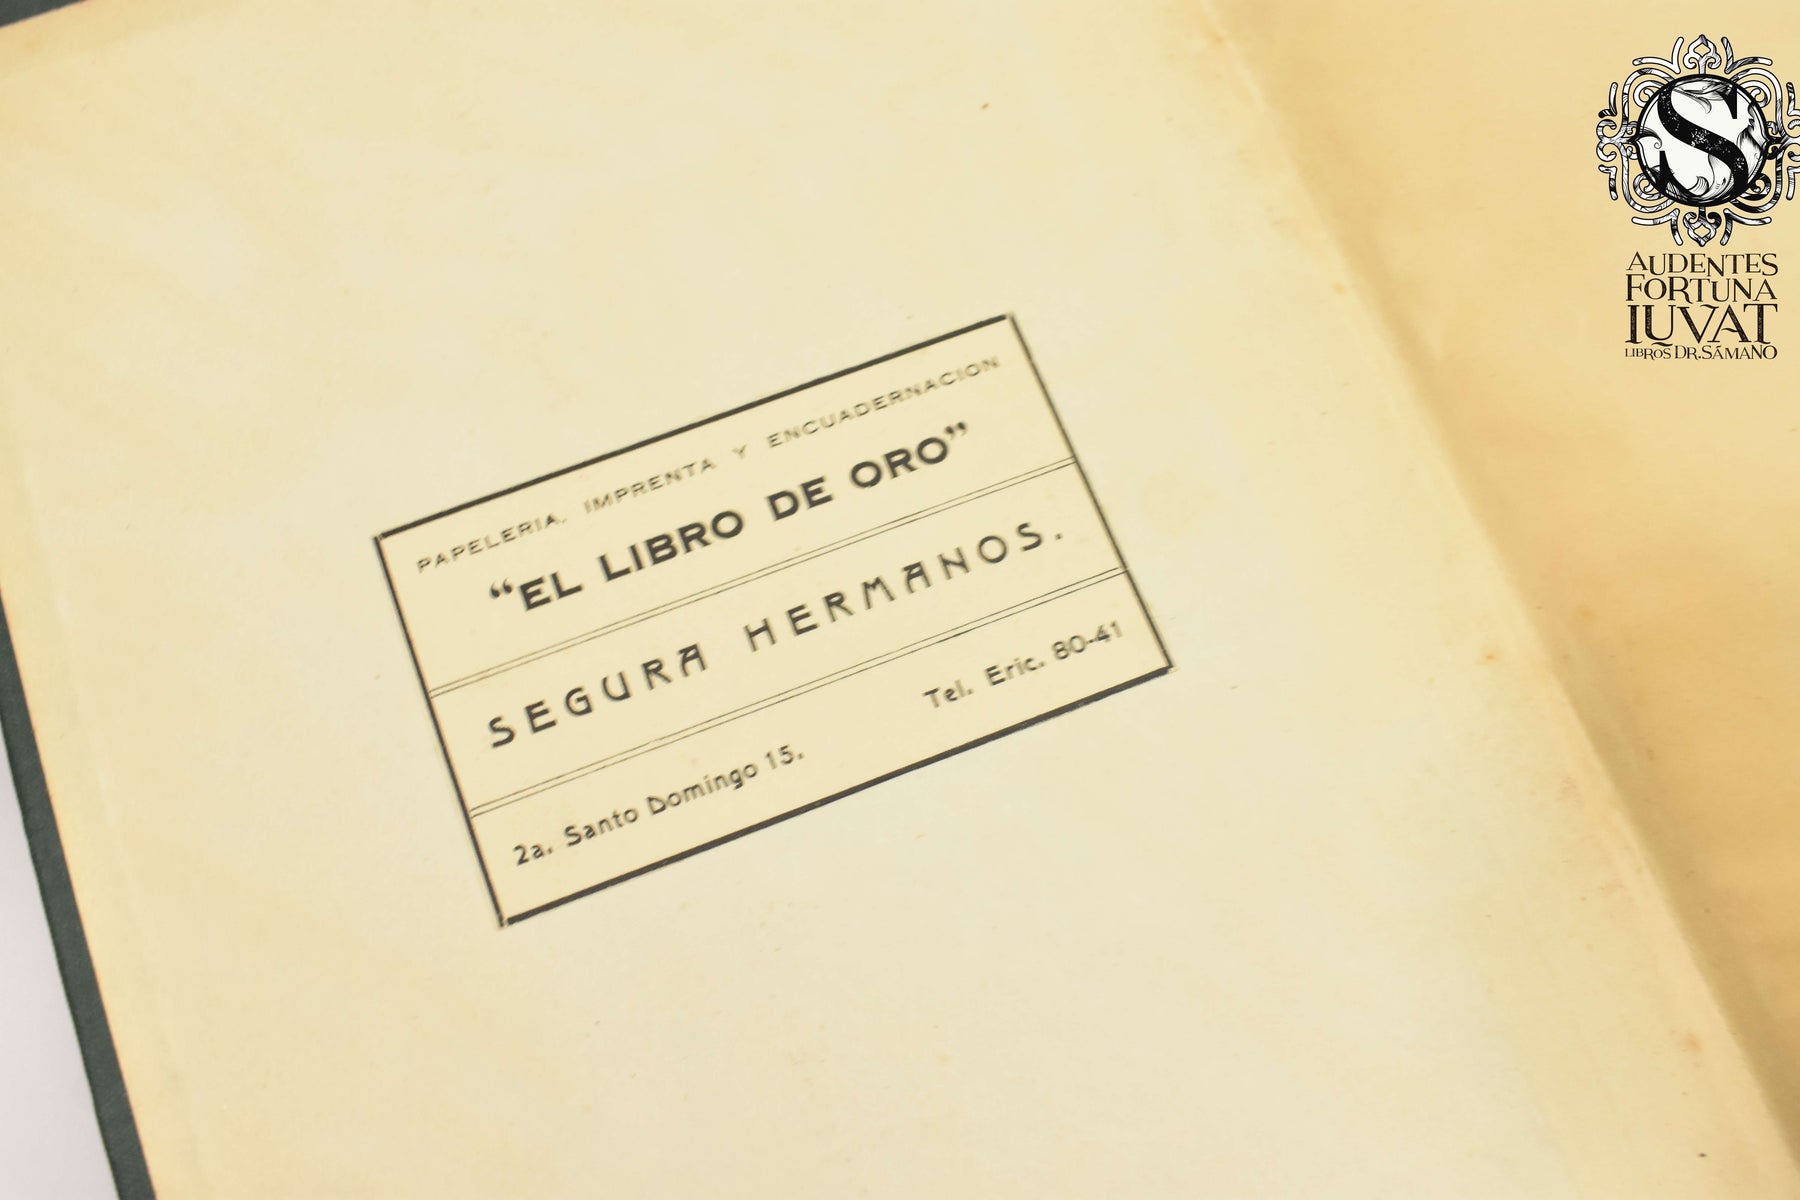 PAPELERIA, IMPRENTA Y ENCUADERNACION
“EL LIBRO DE ORO”
SEGURA HERMANOS.
2a. Santo Domingo 15. Tel. Eric. 80-41
S
AUDENTES
FORTUNA
IUVAT
LIBROS DR. SÁMANO